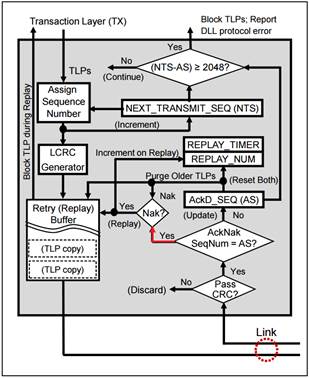 Transaction Layer (TX)
Block TLPs; Report
DLL protocol error
Yes
No
(NTS-AS) ≥ 2048?
(Continue)
TLPs
Assign
Sequence
Number
NEXT_TRANSMIT_SEQ (NTS)
(Increment)
Block TLP during Replay
LCRC
Generator
REPLAY_TIMER
REPLAY_NUM
Increment on Replay
Purge Older TLPs
(Reset Both)
Nak
AckD_SEQ (AS)
Retry (Replay)
Buffer
Yes
Nak?
(Replay)
(Update)
No
Yes
AckNak
SeqNum = AS?
(TLP copy)
(TLP copy)
Yes
No
(Discard)
Pass
CRC?
Link